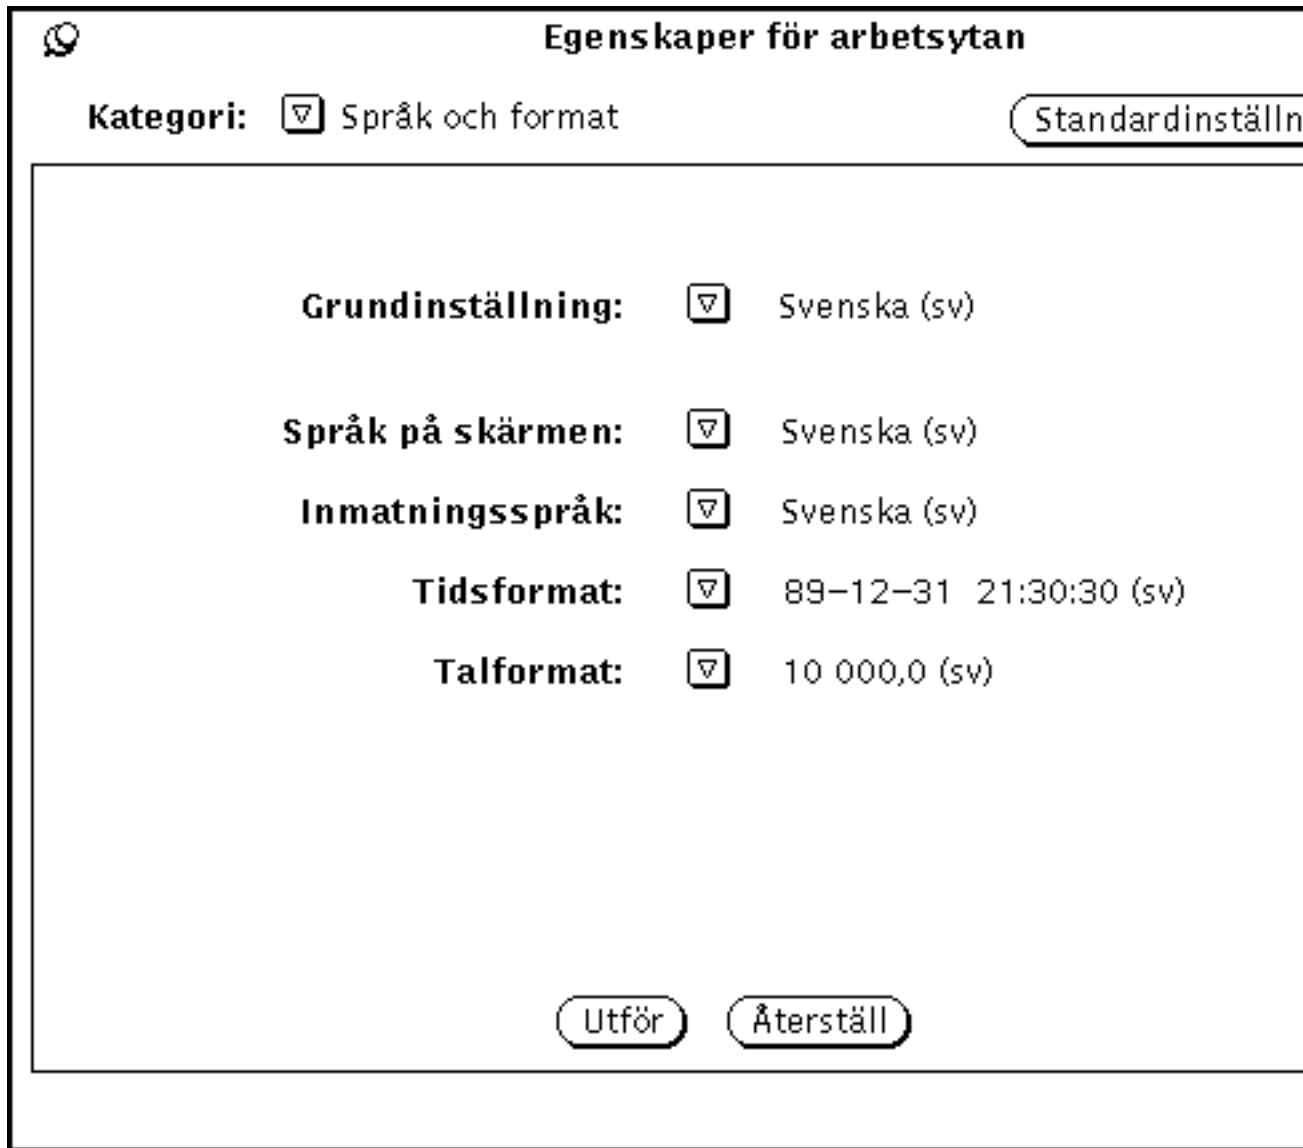 Egenskaper för arbetsytan
Kategori: Språk och format
Standardinställn
Grundinställning: Svenska (sv)
Språk på skärmen: Svenska (sv)
Inmatningsspråk: Svenska (sv)
Tidsformat: 89–12–31 21:30:30 (sv)
Talformat: 10 000,0 (sv)
Utför Återställ